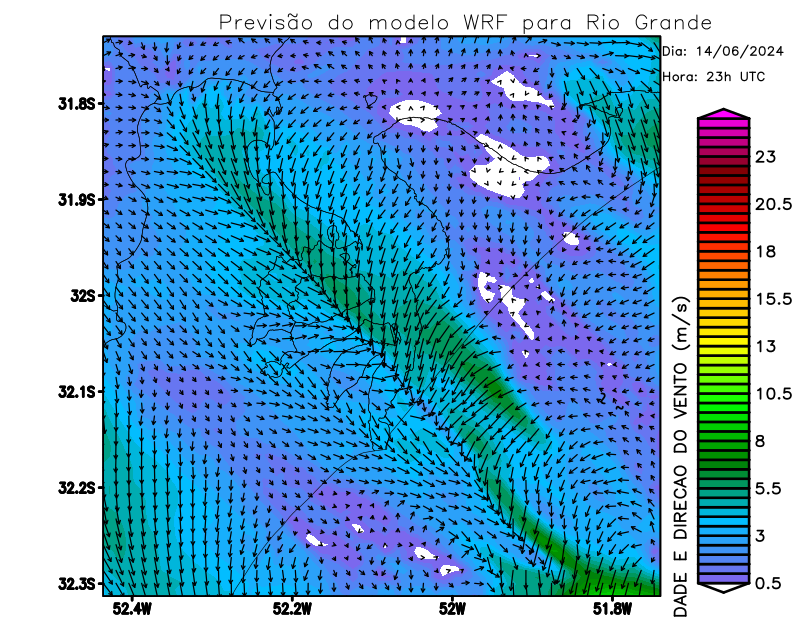 Previsão do modelo WRF para Rio Grande
Dia: 14/06/2024
Hora: 23h UTC
31.8S
31.9S
32S
32.1S
32.2S
32.3S
52.4W
52.2W
52W
51.8W
23
20.5
18
15.5
13
10.5
8
5.5
3
0.5
DADE E DIRECAO DO VENTO (m/s)